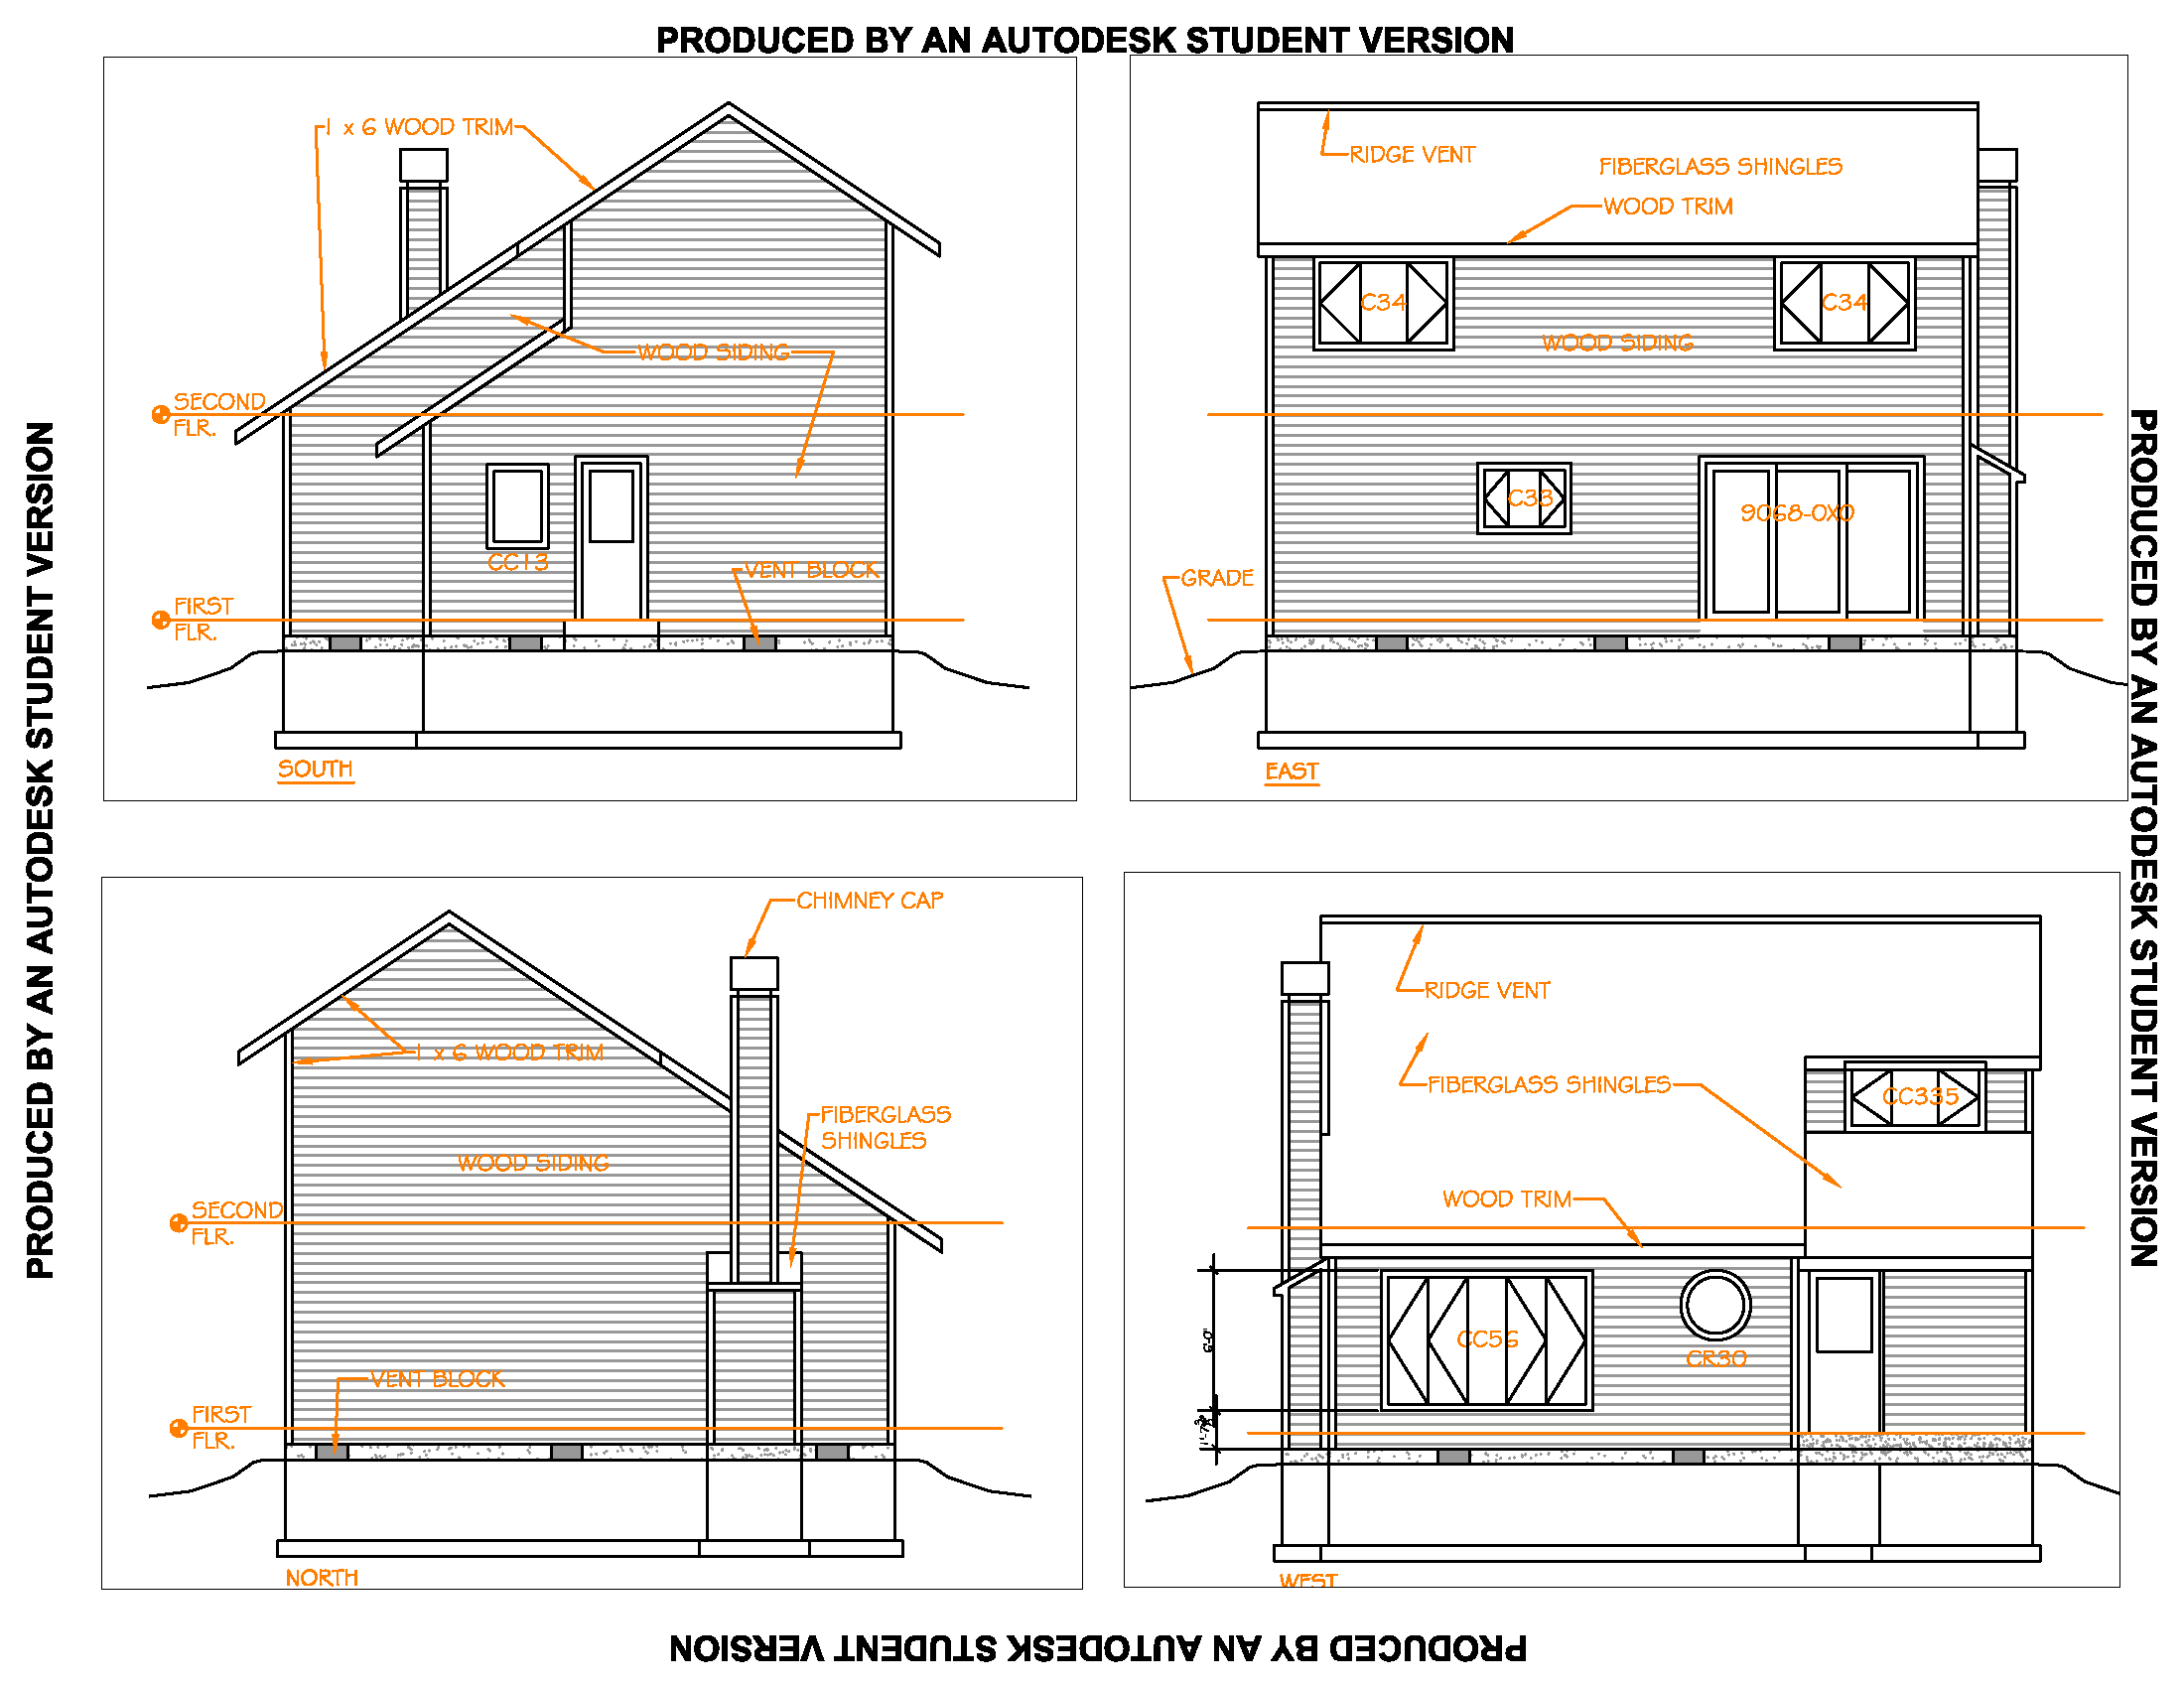 PRODUCED BY AN AUTODESK STUDENT VERSION
PRODUCED BY AN AUTODESK STUDENT VERSION
1 x 6 WOOD TRIM
WOOD SIDING
SECOND
FLR.
CC13
VENT BLOCK
FIRST
FLR.
SOUTH
RIDGE VENT
FIBERGLASS SHINGLES
WOOD TRIM
C34
C34
WOOD SIDING
C33
9068-OXO
GRADE
EAST
PRODUCED BY AN AUTODESK STUDENT VERSION
CHIMNEY CAP
1 x 6 WOOD TRIM
FIBERGLASS
SHINGLES
WOOD SIDING
SECOND
FLR.
VENT BLOCK
FIRST
FLR.
NORTH
RIDGE VENT
FIBERGLASS SHINGLES
CC335
WOOD TRIM
6'-0"
CC56
CR30
WEST
PRODUCED BY AN AUTODESK STUDENT VERSION